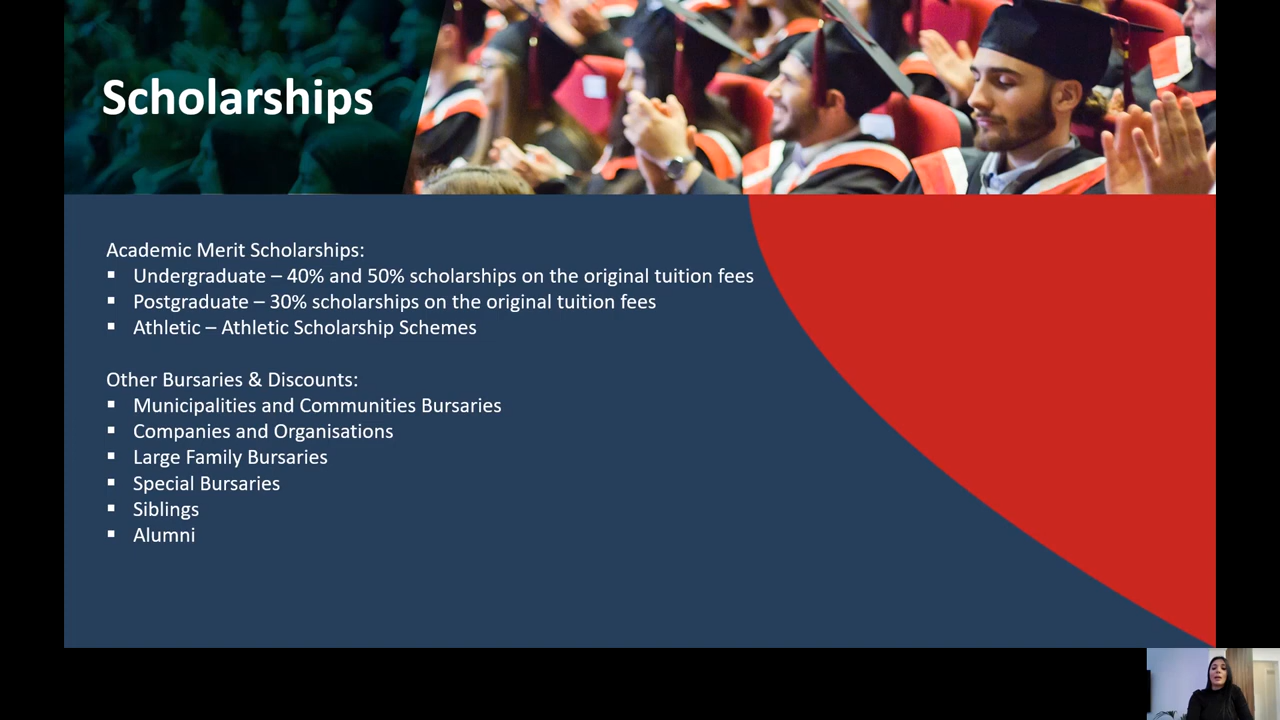 Scholarships
Academic Merit Scholarships:
▪ Undergraduate – 40% and 50% scholarships on the original tuition fees
▪ Postgraduate – 30% scholarships on the original tuition fees
▪ Athletic – Athletic Scholarship Schemes
Other Bursaries & Discounts:
▪ Municipalities and Communities Bursaries
▪ Companies and Organisations
▪ Large Family Bursaries
▪ Special Bursaries
▪ Siblings
▪ Alumni